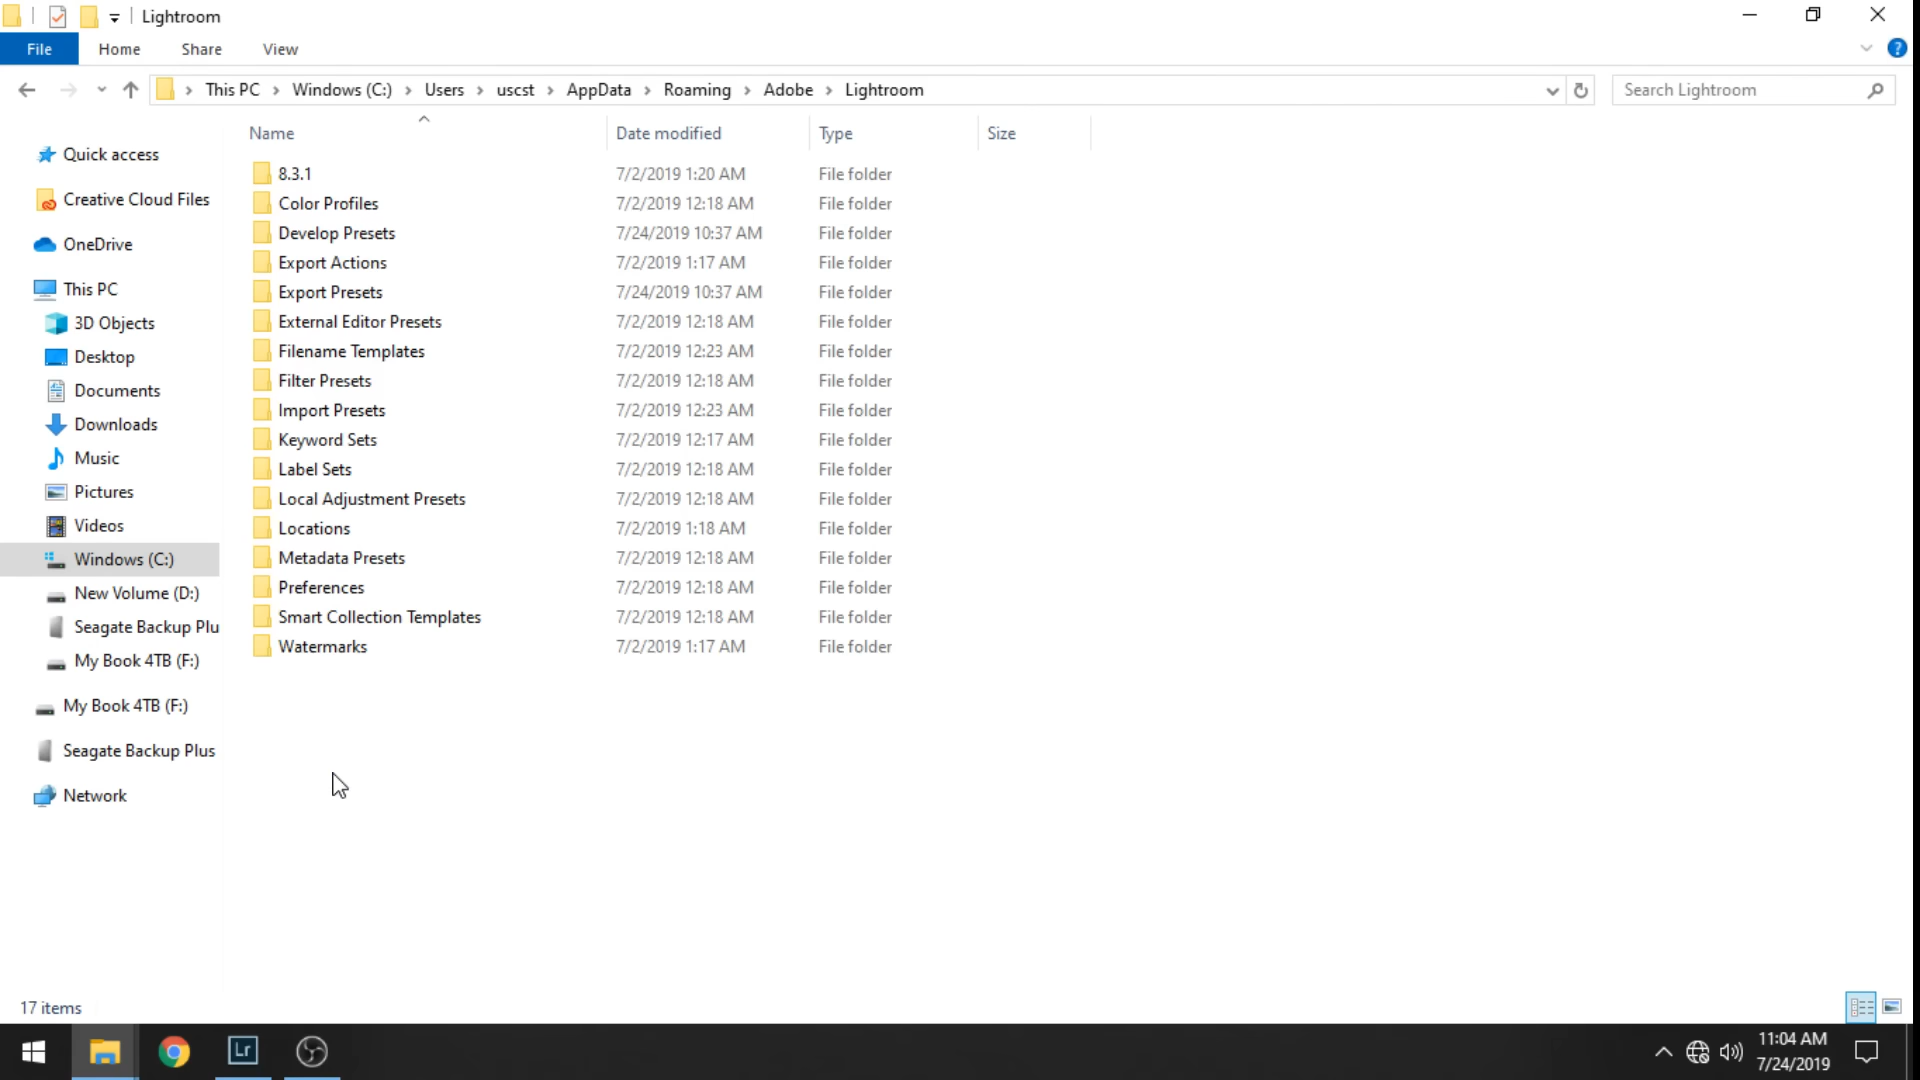 Lightroom
File Home Share View
This PC Windows (C:) Users uscst AppData Roaming Adobe Lightroom
Search Lightroom
Name Date modified Type Size
Quick access
Creative Cloud Files
OneDrive
This PC
3D Objects
Desktop
Documents
Downloads
Music
Pictures
Videos
Windows (C:)
New Volume (D:)
Seagate Backup Plu
My Book 4TB (F:)
My Book 4TB (F:)
Seagate Backup Plus
Network
8.3.1 7/2/2019 1:20 AM File folder
Color Profiles 7/2/2019 12:18 AM File folder
Develop Presets 7/24/2019 10:37 AM File folder
Export Actions 7/2/2019 1:17 AM File folder
Export Presets 7/24/2019 10:37 AM File folder
External Editor Presets 7/2/2019 12:18 AM File folder
Filename Templates 7/2/2019 12:23 AM File folder
Filter Presets 7/2/2019 12:18 AM File folder
Import Presets 7/2/2019 12:23 AM File folder
Keyword Sets 7/2/2019 12:17 AM File folder
Label Sets 7/2/2019 12:18 AM File folder
Local Adjustment Presets 7/2/2019 12:18 AM File folder
Locations 7/2/2019 1:18 AM File folder
Metadata Presets 7/2/2019 12:18 AM File folder
Preferences 7/2/2019 12:18 AM File folder
Smart Collection Templates 7/2/2019 12:18 AM File folder
Watermarks 7/2/2019 1:17 AM File folder
17 items
Lr
11:04 AM
7/24/2019